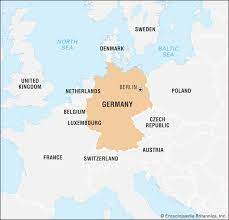 SWEDEN
NORTH
SEA
DENMARK
BALTIC
SEA
UNITED
KINGDOM
NETHERLANDS
BERLIN
POLAND
GERMANY
BELGIUM
LUXEMBOURG
CZECH
REPUBLIC
FRANCE
AUSTRIA
SWITZERLAND
© Encyclopædia Britannica, Inc.